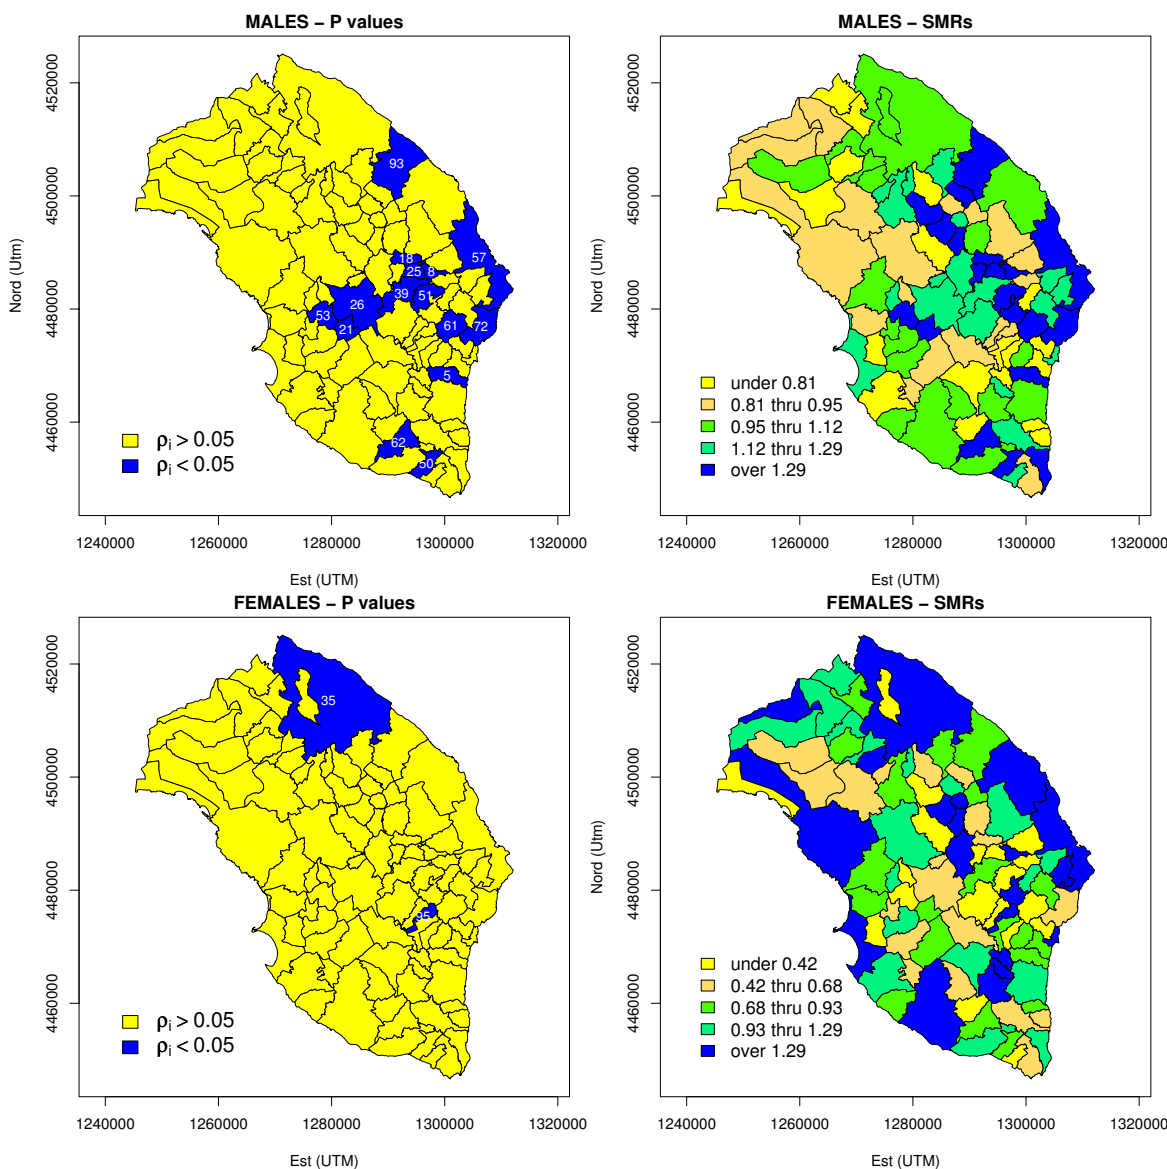 MALES – P values
Nord (Utm)
4520000
4500000
4480000
4460000
93
57
18
25
8
39
51
26
53
21
61
72
5
62
50
ρi > 0.05
ρi < 0.05
1240000 1260000 1280000 1300000 1320000
Est (UTM)
MALES – SMRs
Nord (Utm)
4520000
4500000
4480000
4460000
under 0.81
0.81 thru 0.95
0.95 thru 1.12
1.12 thru 1.29
over 1.29
1240000 1260000 1280000 1300000 1320000
Est (UTM)
FEMALES – P values
4520000
4500000
4480000
4460000
35
95
ρi > 0.05
ρi < 0.05
1240000 1260000 1280000 1300000 1320000
Est (UTM)
FEMALES – SMRs
Nord (Utm)
4520000
4500000
4480000
4460000
under 0.42
0.42 thru 0.68
0.68 thru 0.93
0.93 thru 1.29
over 1.29
1240000 1260000 1280000 1300000 1320000
Est (UTM)